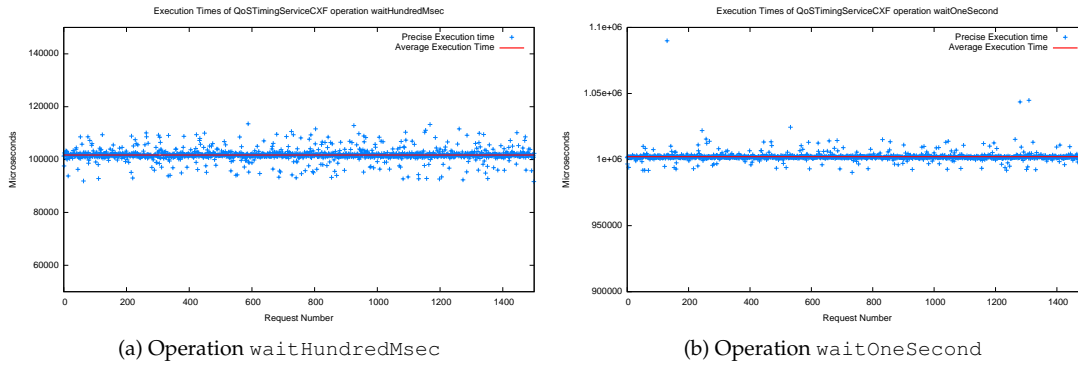 Execution Times of QoSTimingServiceCXF operation waitHundredMsec
Precise Execution time
Average Execution Time
140000
120000
100000
80000
60000
Microseconds
0 200 400 600 800 1000 1200 1400
Request Number
(a) Operation waitHundredMsec
Execution Times of QoSTimingServiceCXF operation waitOneSecond
Precise Execution time
Average Execution Time
1.1e+06
1.05e+06
1e+06
950000
900000
Microseconds
0 200 400 600 800 1000 1200 1400
Request Number
(b) Operation waitOneSecond